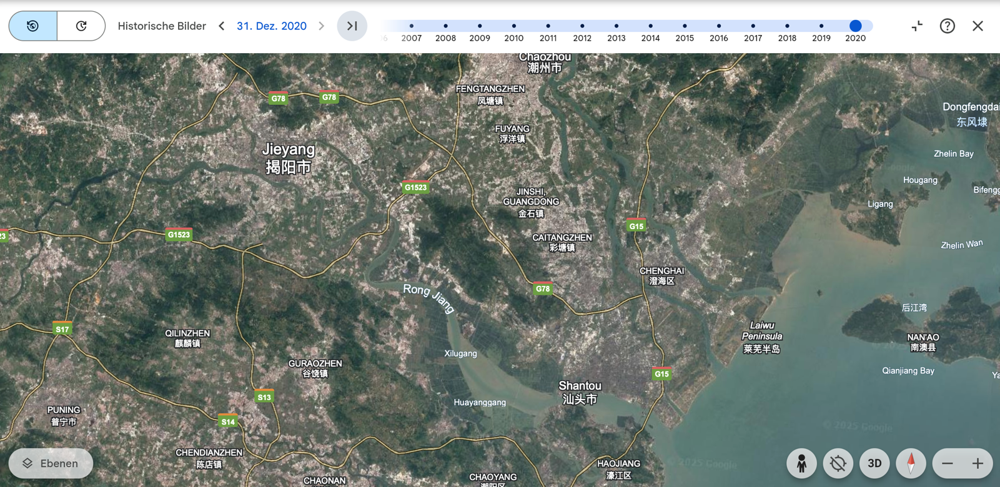 Historische Bilder
31. Dez. 2020
2007 2008 2009 2010 2011 2012 2013 2014 2015 2016 2017 2018 2019 2020
Chaozhou
潮州市
FENGTANGZHEN
凤塘镇
G78
G78
Dongfengdai
东风埭
FUYANG
浮洋镇
Jieyang
揭阳市
Zhelin Bay
Google
Hougang
G1523
JINSHI,
GUANGDONG
金石镇
Bifengg
Ligang
G15
G1523
23
CAITANGZHEN
彩塘镇
Zhelin Wan
CHENGHAI
澄海区
G78
Rong Jiang
后江湾
S17
Laiwu
Peninsula
莱芜半岛
QILINZHEN
麒麟镇
NAN'AO
南澳县
Xilugang
GURAOZHEN
谷饶镇
Qianjiang Bay
Ya
G15
Shantou
汕头市
S13
Huayanggang
PUNING
普宁市
S14
© 2025 Google
CHENDIANZHEN
陈店镇
Ebenen
HAOJIANG
濠江区
© 2025 Google
3D
CHAONAN
CHAOYANG
潮阳区